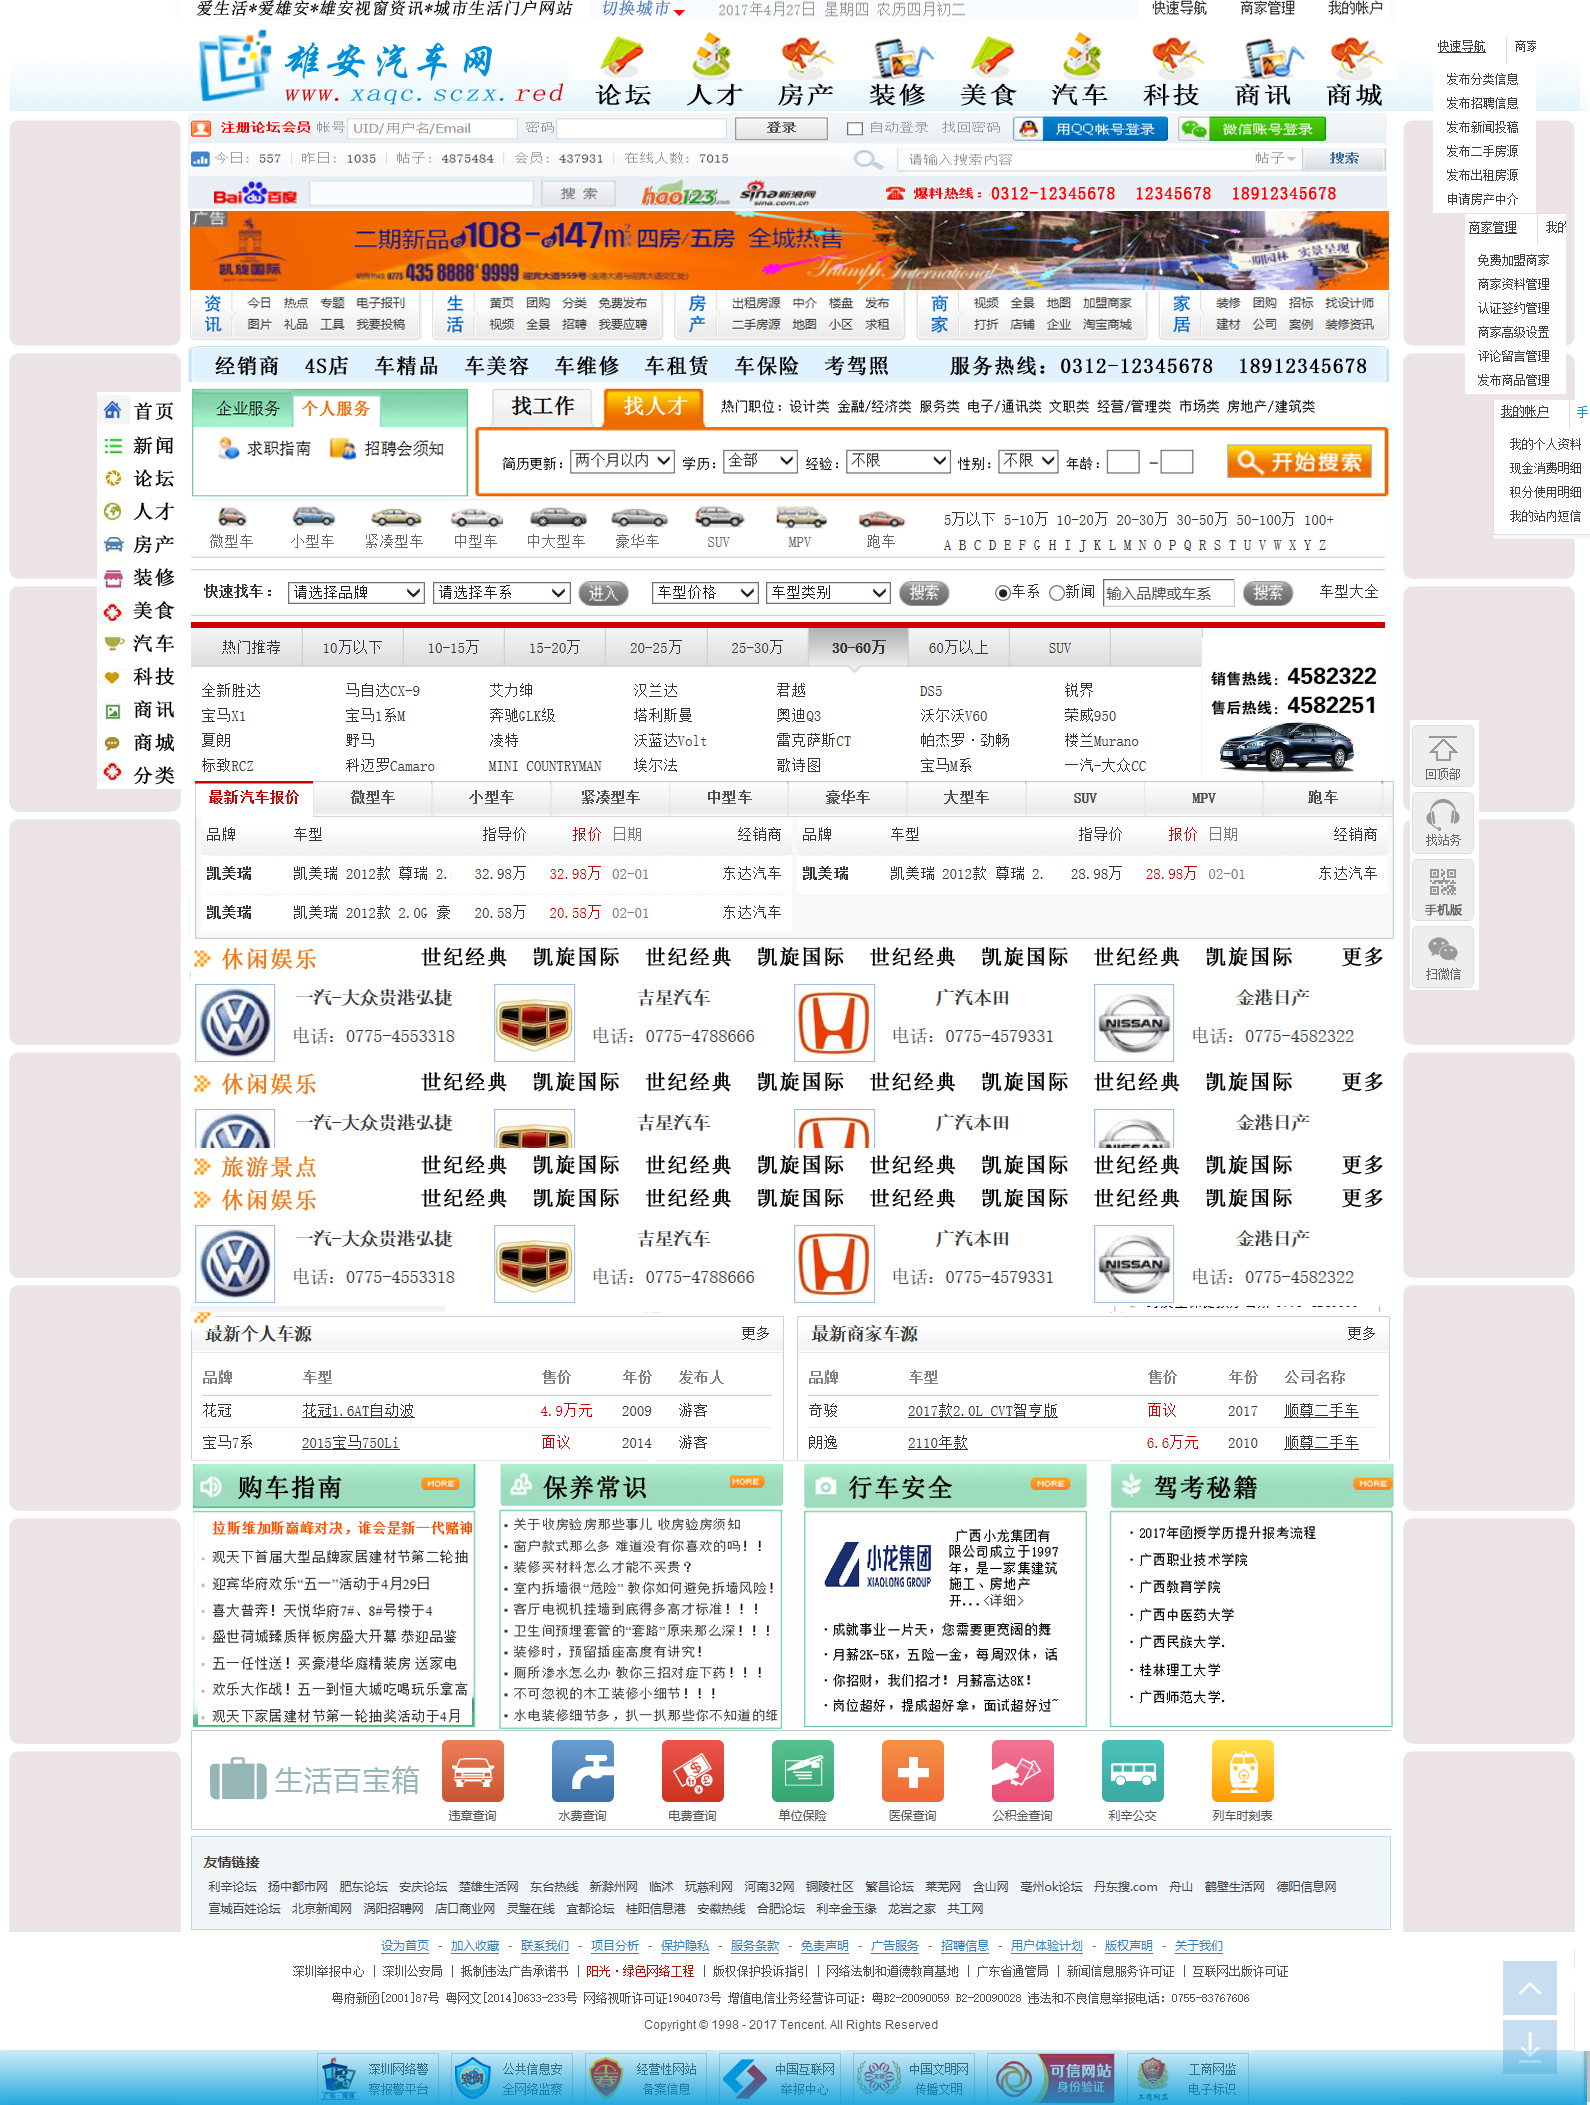 爱生活*爱雄安*雄安视窗资讯*城市生活门户网站 切换城市 2017年4月27日 星期四 农历四月初二 快速导航 商家管理 我的帐户
雄安汽车网
www.xaqc.sczx.red
论坛 人才 房产 装修 美食 汽车 科技 商讯 商城
快速导航 商家
发布分类信息
发布招聘信息
发布新闻投稿
发布二手房源
发布出租房源
申请房产中介
商家管理 我的
免费加盟商家
商家资料管理
认证签约管理
商家高级设置
评论留言管理
发布商品管理
我的帐户 手
我的个人资料
现金消费明细
积分使用明细
我的站内短信
注册论坛会员 帐号 UID/用户名/Email 密码 登录 自动登录 找回密码 用QQ帐号登录 微信账号登录
今日: 557 昨日: 1035 帖子: 4875484 会员: 437931 在线人数: 7015 请输入搜索内容 帖子 搜索
Bai百度 搜 索 hao123.com sina新浪网 sina.com.cn 爆料热线: 0312-12345678 12345678 18912345678
广告
二期新品约108-约147m² 四房/五房 全城热售
凯旋国际 0775 435 8888' 9999 迎宾大道959号
Triumph International 一期园林 实景呈现
资讯 今日 热点 专题 电子报刊 生活 黄页 团购 分类 免费发布 房产 出租房源 中介 楼盘 发布 商家 视频 全景 地图 加盟商家 家居 装修 团购 招标 找设计师
图片 礼品 工具 我要投稿 视频 全景 招聘 我要应聘 二手房源 地图 小区 求租 打折 店铺 企业 淘宝商城 建材 公司 案例 装修资讯
经销商 4S店 车精品 车美容 车维修 车租赁 车保险 考驾照 服务热线: 0312-12345678 18912345678
首页
新闻
论坛
人才
房产
装修
美食
汽车
科技
商讯
商城
分类
企业服务 个人服务
求职指南 招聘会须知
找工作 找人才 热门职位: 设计类 金融/经济类 服务类 电子/通讯类 文职类 经营/管理类 市场类 房地产/建筑类
简历更新: 两个月以内 学历: 全部 经验: 不限 性别: 不限 年龄: - 开始搜索
微型车 小型车 紧凑型车 中型车 中大型车 豪华车 SUV MPV 跑车
5万以下 5-10万 10-20万 20-30万 30-50万 50-100万 100+
A B C D E F G H I J K L M N O P Q R S T U V W X Y Z
快速找车: 请选择品牌 请选择车系 进入 车型价格 车型类别 搜索 车系 新闻 输入品牌或车系 搜索 车型大全
热门推荐 10万以下 10-15万 15-20万 20-25万 25-30万 30-60万 60万以上 SUV
全新胜达 马自达CX-9 艾力绅 汉兰达 君越 DS5 锐界
宝马X1 宝马1系M 奔驰GLK级 塔利斯曼 奥迪Q3 沃尔沃V60 荣威950
夏朗 野马 凌特 沃蓝达Volt 雷克萨斯CT 帕杰罗·劲畅 楼兰Murano
标致RCZ 科迈罗Camaro MINI COUNTRYMAN 埃尔法 歌诗图 宝马M系 一汽-大众CC
销售热线: 4582322
售后热线: 4582251
回顶部
找站务
手机版
扫微信
最新汽车报价 微型车 小型车 紧凑型车 中型车 豪华车 大型车 SUV MPV 跑车
品牌 车型 指导价 报价 日期 经销商 品牌 车型 指导价 报价 日期 经销商
凯美瑞 凯美瑞 2012款 尊瑞 2. 32.98万 32.98万 02-01 东达汽车 凯美瑞 凯美瑞 2012款 尊瑞 2. 28.98万 28.98万 02-01 东达汽车
凯美瑞 凯美瑞 2012款 2.0G 豪 20.58万 20.58万 02-01 东达汽车
休闲娱乐 世纪经典 凯旋国际 世纪经典 凯旋国际 世纪经典 凯旋国际 世纪经典 凯旋国际 更多
一汽-大众贵港弘捷 吉星汽车 广汽本田 金港日产
电话: 0775-4553318 电话: 0775-4788666 电话: 0775-4579331 电话: 0775-4582322
NISSAN
休闲娱乐 世纪经典 凯旋国际 世纪经典 凯旋国际 世纪经典 凯旋国际 世纪经典 凯旋国际 更多
一汽-大众贵港弘捷 吉星汽车 广汽本田 金港日产
旅游景点 世纪经典 凯旋国际 世纪经典 凯旋国际 世纪经典 凯旋国际 世纪经典 凯旋国际 更多
休闲娱乐 世纪经典 凯旋国际 世纪经典 凯旋国际 世纪经典 凯旋国际 世纪经典 凯旋国际 更多
一汽-大众贵港弘捷 吉星汽车 广汽本田 金港日产
电话: 0775-4553318 电话: 0775-4788666 电话: 0775-4579331 电话: 0775-4582322
NISSAN
最新个人车源 更多 最新商家车源 更多
品牌 车型 售价 年份 发布人 品牌 车型 售价 年份 公司名称
花冠 花冠1.6AT自动波 4.9万元 2009 游客 奇骏 2017款2.0L CVT智亨版 面议 2017 顺尊二手车
宝马7系 2015宝马750Li 面议 2014 游客 朗逸 2110年款 6.6万元 2010 顺尊二手车
购车指南 MORE
拉斯维加斯巅峰对决，谁会是新一代赌神
观天下首届大型品牌家居建材节第二轮抽
迎宾华府欢乐“五一”活动于4月29日
喜大普奔！天悦华府7#、8#号楼于4
盛世荷城臻质样板房盛大开幕 恭迎品鉴
五一任性送！买豪港华庭精装房 送家电
欢乐大作战！五一到恒大城吃喝玩乐拿高
观天下家居建材节第一轮抽奖活动于4月
保养常识 MORE
关于收房验房那些事儿 收房验房须知
窗户款式那么多 难道没有你喜欢的吗！！
装修买材料怎么才能不买贵？
室内拆墙很“危险” 教你如何避免拆墙风险！
客厅电视机挂墙到底得多高才标准！！！
卫生间预埋套管的“套路”原来那么深！！！
装修时，预留插座高度有讲究！
厕所渗水怎么办 教你三招对症下药！！！
不可忽视的木工装修小细节！！！
水电装修细节多，扒一扒那些你不知道的细
行车安全 MORE
小龙集团
XIAOLONG GROUP
广西小龙集团有
限公司成立于1997
年，是一家集建筑
施工、房地产
开...<详细>
成就事业一片天，您需要更宽阔的舞
月薪2K-5K，五险一金，每周双休，话
你招财，我们招才！月薪高达8K！
岗位超好，提成超好拿，面试超好过~
驾考秘籍 MORE
2017年函授学历提升报考流程
广西职业技术学院
广西教育学院
广西中医药大学
广西民族大学.
桂林理工大学
广西师范大学.
生活百宝箱 违章查询 水费查询 电费查询 单位保险 医保查询 公积金查询 利辛公交 列车时刻表
友情链接
利辛论坛 扬中都市网 肥东论坛 安庆论坛 楚雄生活网 东台热线 新滁州网 临沭 玩慈利网 河南32网 铜陵社区 繁昌论坛 莱芜网 含山网 亳州ok论坛 丹东搜.com 舟山 鹤壁生活网 德阳信息网
宣城百姓论坛 北京新闻网 涡阳招聘网 店口商业网 灵璧在线 宜都论坛 桂阳信息港 安徽热线 合肥论坛 利辛金玉缘 龙岩之家 共工网
设为首页 - 加入收藏 - 联系我们 - 项目分析 - 保护隐私 - 服务条款 - 免责声明 - 广告服务 - 招聘信息 - 用户体验计划 - 版权声明 - 关于我们
深圳举报中心 | 深圳公安局 | 抵制违法广告承诺书 | 阳光·绿色网络工程 | 版权保护投诉指引 | 网络法制和道德教育基地 | 广东省通管局 | 新闻信息服务许可证 | 互联网出版许可证
粤府新函[2001]87号 粤网文[2014]0633-233号 网络视听许可证1904073号 增值电信业务经营许可证: 粤B2-20090059 B2-20090028 违法和不良信息举报电话: 0755-83767606
Copyright © 1998 - 2017 Tencent. All Rights Reserved
深圳网络警 公共信息安 经营性网站 中国互联网 中国文明网 可信网站 工商网监
察报警平台 全网络监察 备案信息 举报中心 传播文明 身份验证 电子标识